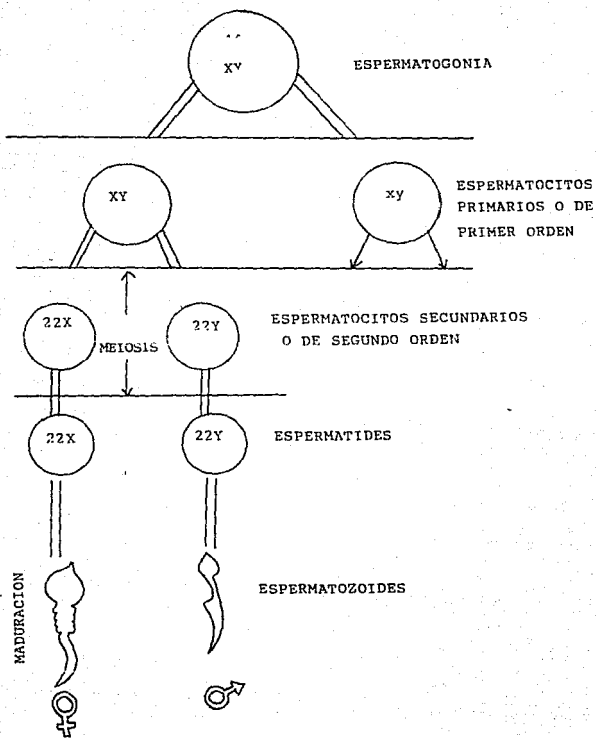 XY
ESPERMATOGONIA
XY
xy
ESPERMATOCITOS
PRIMARIOS O DE
PRIMER ORDEN
22X
22Y
MEIOSIS
ESPERMATOCITOS SECUNDARIOS
O DE SEGUNDO ORDEN
22X
22Y
ESPERMATIDES
MADURACION
ESPERMATOZOIDES